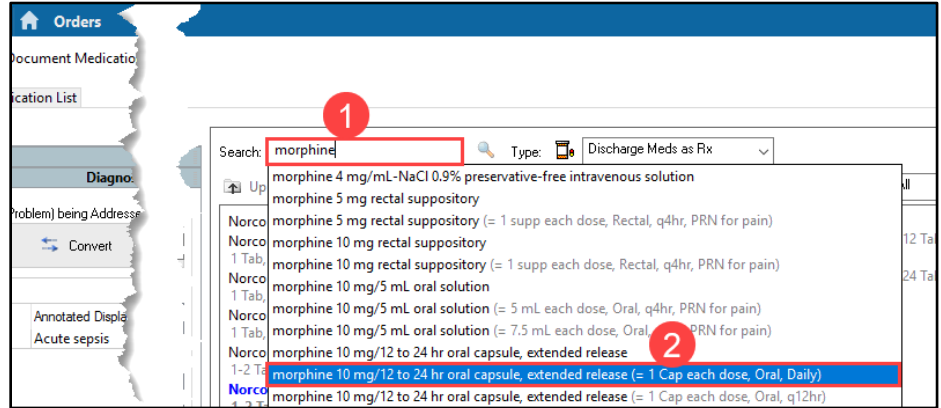 Orders
Document Medicatio
ication List
1
Search: morphine Type: Discharge Meds as Rx
Diagno
Up
All
Problem) being Addresse
Convert
Annotated Displa
Acute sepsis
morphine 4 mg/mL-NaCl 0.9% preservative-free intravenous solution
morphine 5 mg rectal suppository
Norco morphine 5 mg rectal suppository (= 1 supp each dose, Rectal, q4hr, PRN for pain)
Norco morphine 10 mg rectal suppository 12 Tal
1 Tab, morphine 10 mg rectal suppository (= 1 supp each dose, Rectal, q4hr, PRN for pain)
Norco morphine 10 mg/5 mL oral solution 24 Tal
1 Tab, morphine 10 mg/5 mL oral solution (= 5 mL each dose, Oral, q4hr, PRN for pain)
Norco
1 Tab, morphine 10 mg/5 mL oral solution (= 7.5 mL each dose, Oral, PRN for pain)
2
Norco morphine 10 mg/12 to 24 hr oral capsule, extended release
1-2 Ta morphine 10 mg/12 to 24 hr oral capsule, extended release (= 1 Cap each dose, Oral, Daily)
Norco morphine 10 mg/12 to 24 hr oral capsule, extended release (= 1 Cap each dose, Oral, q12hr)